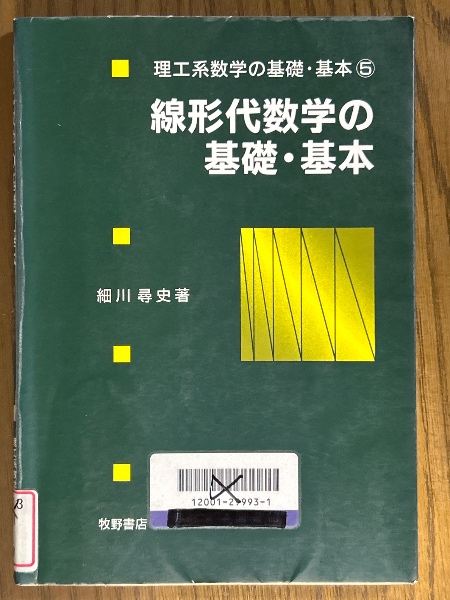 理工系数学の基礎・基本⑤
線形代数学の
基礎・基本
細川尋史著
牧野書店